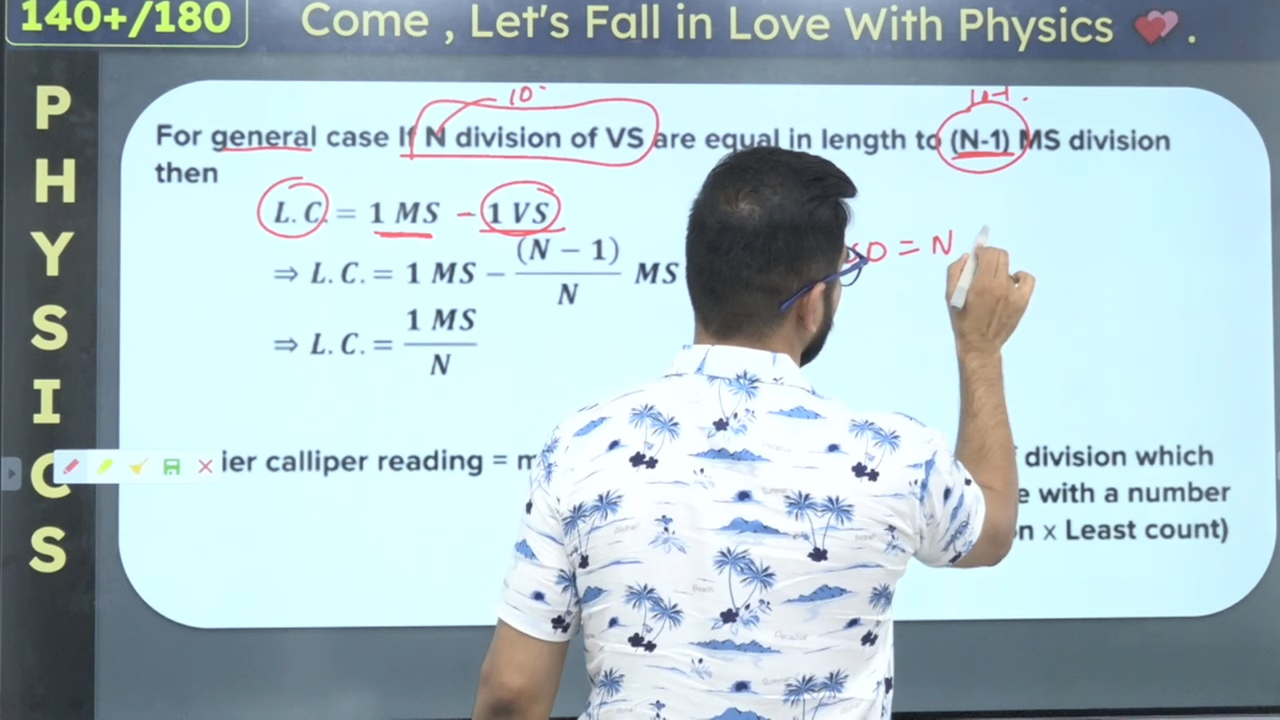 140+/180
Come , Let's Fall in Love With Physics
PHYSICS
10
For general case If N division of VS are equal in length to (N-1) MS division
then
L.C. = 1 MS - 1 VS
⇒ L.C. = 1 MS - (N - 1)/N MS
⇒ L.C. = 1 MS/N
D = N
ier calliper reading = division which
with a number
x Least count)